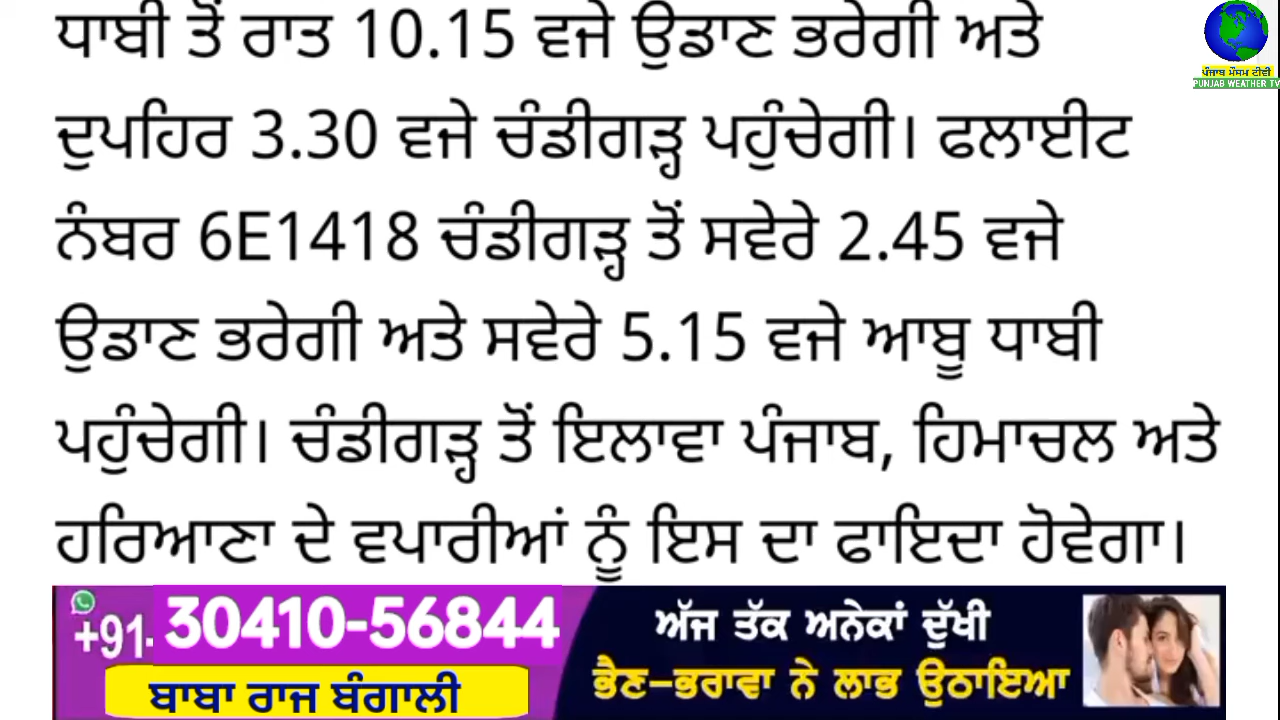 ਧਾਬੀ ਤੋਂ ਰਾਤ 10.15 ਵਜੇ ਉਡਾਣ ਭਰੇਗੀ ਅਤੇ
ਪੰਜਾਬ ਮੌਸਮ ਟੀਵੀ
PUNJAB WEATHER TV
ਦੁਪਹਿਰ 3.30 ਵਜੇ ਚੰਡੀਗੜ੍ਹ ਪਹੁੰਚੇਗੀ। ਫਲਾਈਟ
ਨੰਬਰ 6E1418 ਚੰਡੀਗੜ੍ਹ ਤੋਂ ਸਵੇਰੇ 2.45 ਵਜੇ
ਉਡਾਣ ਭਰੇਗੀ ਅਤੇ ਸਵੇਰੇ 5.15 ਵਜੇ ਆਬੂ ਧਾਬੀ
ਪਹੁੰਚੇਗੀ। ਚੰਡੀਗੜ੍ਹ ਤੋਂ ਇਲਾਵਾ ਪੰਜਾਬ, ਹਿਮਾਚਲ ਅਤੇ
ਹਰਿਆਣਾ ਦੇ ਵਪਾਰੀਆਂ ਨੂੰ ਇਸ ਦਾ ਫਾਇਦਾ ਹੋਵੇਗਾ।
+91-30410-56844
ਬਾਬਾ ਰਾਜ ਬੰਗਾਲੀ
ਅੱਜ ਤੱਕ ਅਨੇਕਾਂ ਦੁੱਖੀ
ਭੈਣ-ਭਰਾਵਾ ਨੇ ਲਾਭ ਉਠਾਇਆ